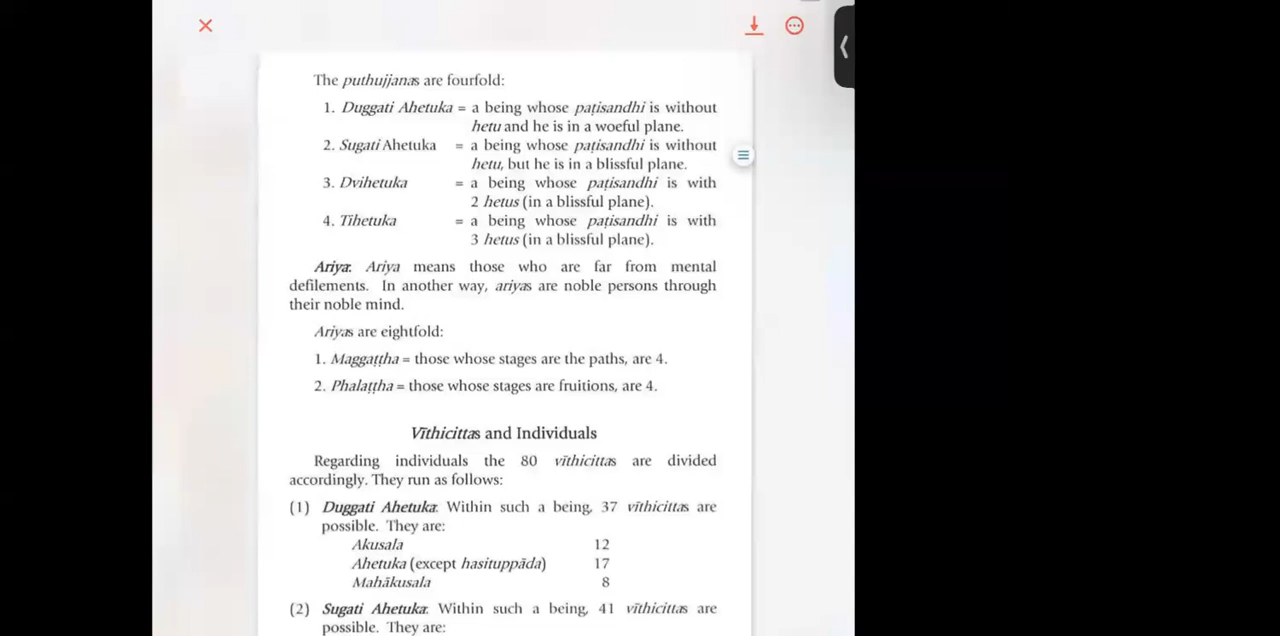 The puthujjanas are fourfold:
1. Duggati Ahetuka = a being whose paṭisandhi is without
hetu and he is in a woeful plane.
2. Sugati Ahetuka = a being whose paṭisandhi is without
hetu, but he is in a blissful plane.
3. Dvihetuka = a being whose paṭisandhi is with
2 hetus (in a blissful plane).
4. Tihetuka = a being whose paṭisandhi is with
3 hetus (in a blissful plane).
Ariya: Ariya means those who are far from mental
defilements. In another way, ariyas are noble persons through
their noble mind.
Ariyas are eightfold:
1. Maggaṭṭha = those whose stages are the paths, are 4.
2. Phalaṭṭha = those whose stages are fruitions, are 4.
Vīthicittas and Individuals
Regarding individuals the 80 vīthicittas are divided
accordingly. They run as follows:
(1) Duggati Ahetuka: Within such a being, 37 vīthicittas are
possible. They are:
Akusala 12
Ahetuka (except hasituppāda) 17
Mahākusala 8
(2) Sugati Ahetuka: Within such a being, 41 vīthicittas are
possible. They are: